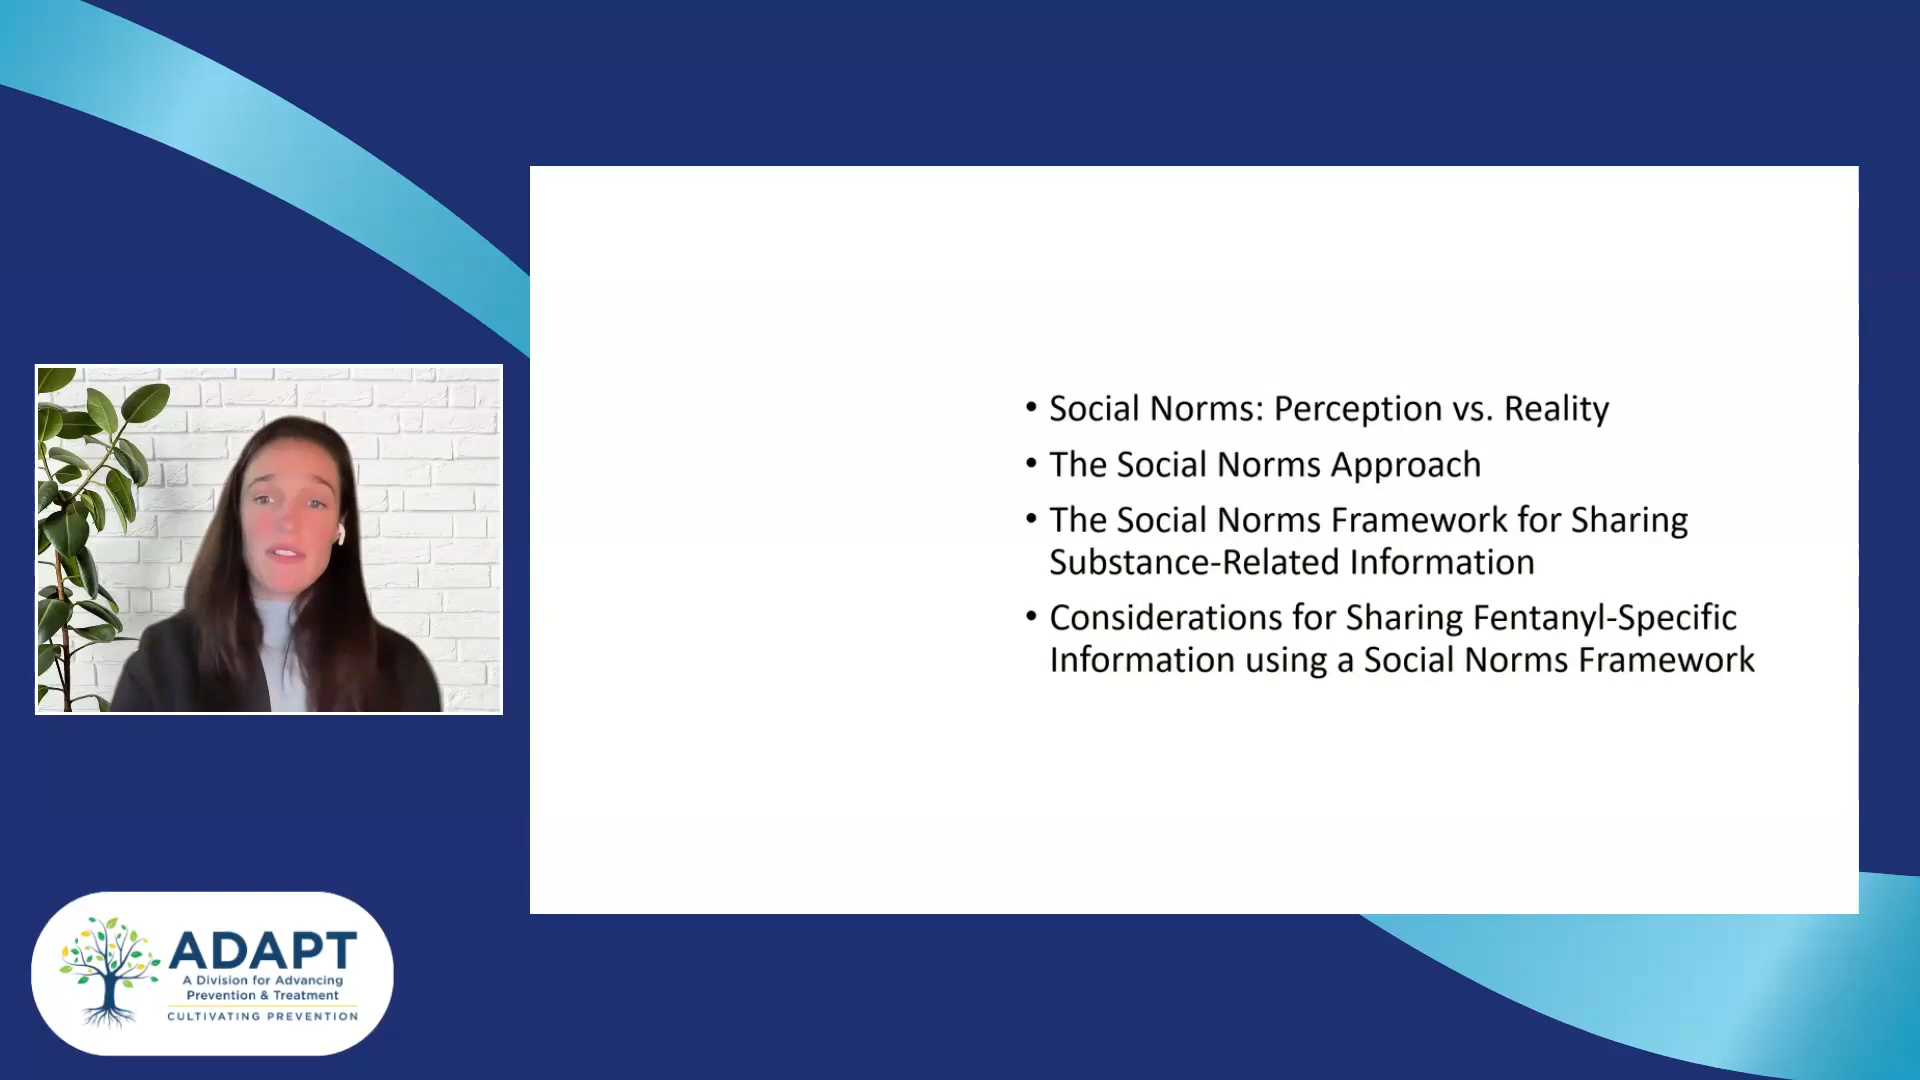 • Social Norms: Perception vs. Reality
• The Social Norms Approach
• The Social Norms Framework for Sharing
Substance-Related Information
• Considerations for Sharing Fentanyl-Specific
Information using a Social Norms Framework
ADAPT
A Division for Advancing
Prevention & Treatment
CULTIVATING PREVENTION